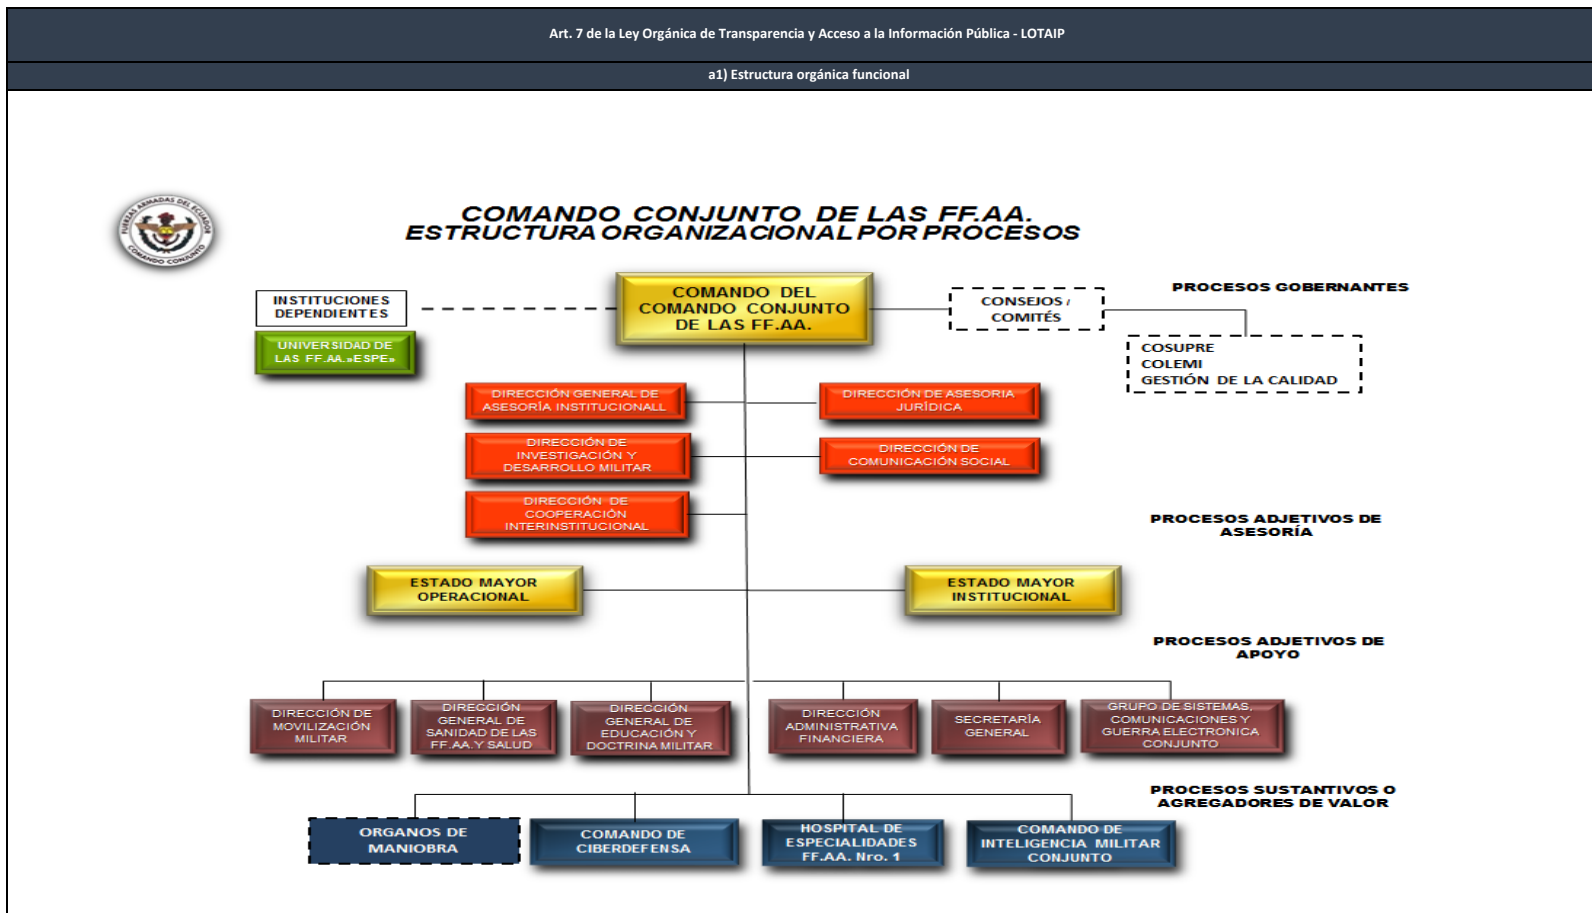 Art. 7 de la Ley Orgánica de Transparencia y Acceso a la Información Pública - LOTAIP
a1) Estructura orgánica funcional
FUERZAS ARMADAS DEL ECUADOR
COMANDO CONJUNTO
COMANDO CONJUNTO DE LAS FF.AA.
ESTRUCTURA ORGANIZACIONAL POR PROCESOS
INSTITUCIONES
DEPENDIENTES
UNIVERSIDAD DE
LAS FF.AA.»ESPE»
COMANDO DEL
COMANDO CONJUNTO
DE LAS FF.AA.
CONSEJOS /
COMITÉS
PROCESOS GOBERNANTES
COSUPRE
COLEMI
GESTIÓN DE LA CALIDAD
DIRECCIÓN GENERAL DE
ASESORÍA INSTITUCIONALL
DIRECCIÓN DE ASESORIA
JURÍDICA
DIRECCIÓN DE
INVESTIGACIÓN Y
DESARROLLO MILITAR
DIRECCIÓN DE
COMUNICACIÓN SOCIAL
DIRECCIÓN DE
COOPERACIÓN
INTERINSTITUCIONAL
PROCESOS ADJETIVOS DE
ASESORÍA
ESTADO MAYOR
OPERACIONAL
ESTADO MAYOR
INSTITUCIONAL
PROCESOS ADJETIVOS DE
APOYO
DIRECCIÓN DE
MOVILIZACIÓN
MILITAR
DIRECCIÓN
GENERAL DE
SANIDAD DE LAS
FF.AA.Y SALUD
DIRECCIÓN
GENERAL DE
EDUCACIÓN Y
DOCTRINA MILITAR
DIRECCIÓN
ADMINISTRATIVA
FINANCIERA
SECRETARÍA
GENERAL
GRUPO DE SISTEMAS,
COMUNICACIONES Y
GUERRA ELECTRONICA
CONJUNTO
PROCESOS SUSTANTIVOS O
AGREGADORES DE VALOR
ORGANOS DE
MANIOBRA
COMANDO DE
CIBERDEFENSA
HOSPITAL DE
ESPECIALIDADES
FF.AA. Nro. 1
COMANDO DE
INTELIGENCIA MILITAR
CONJUNTO